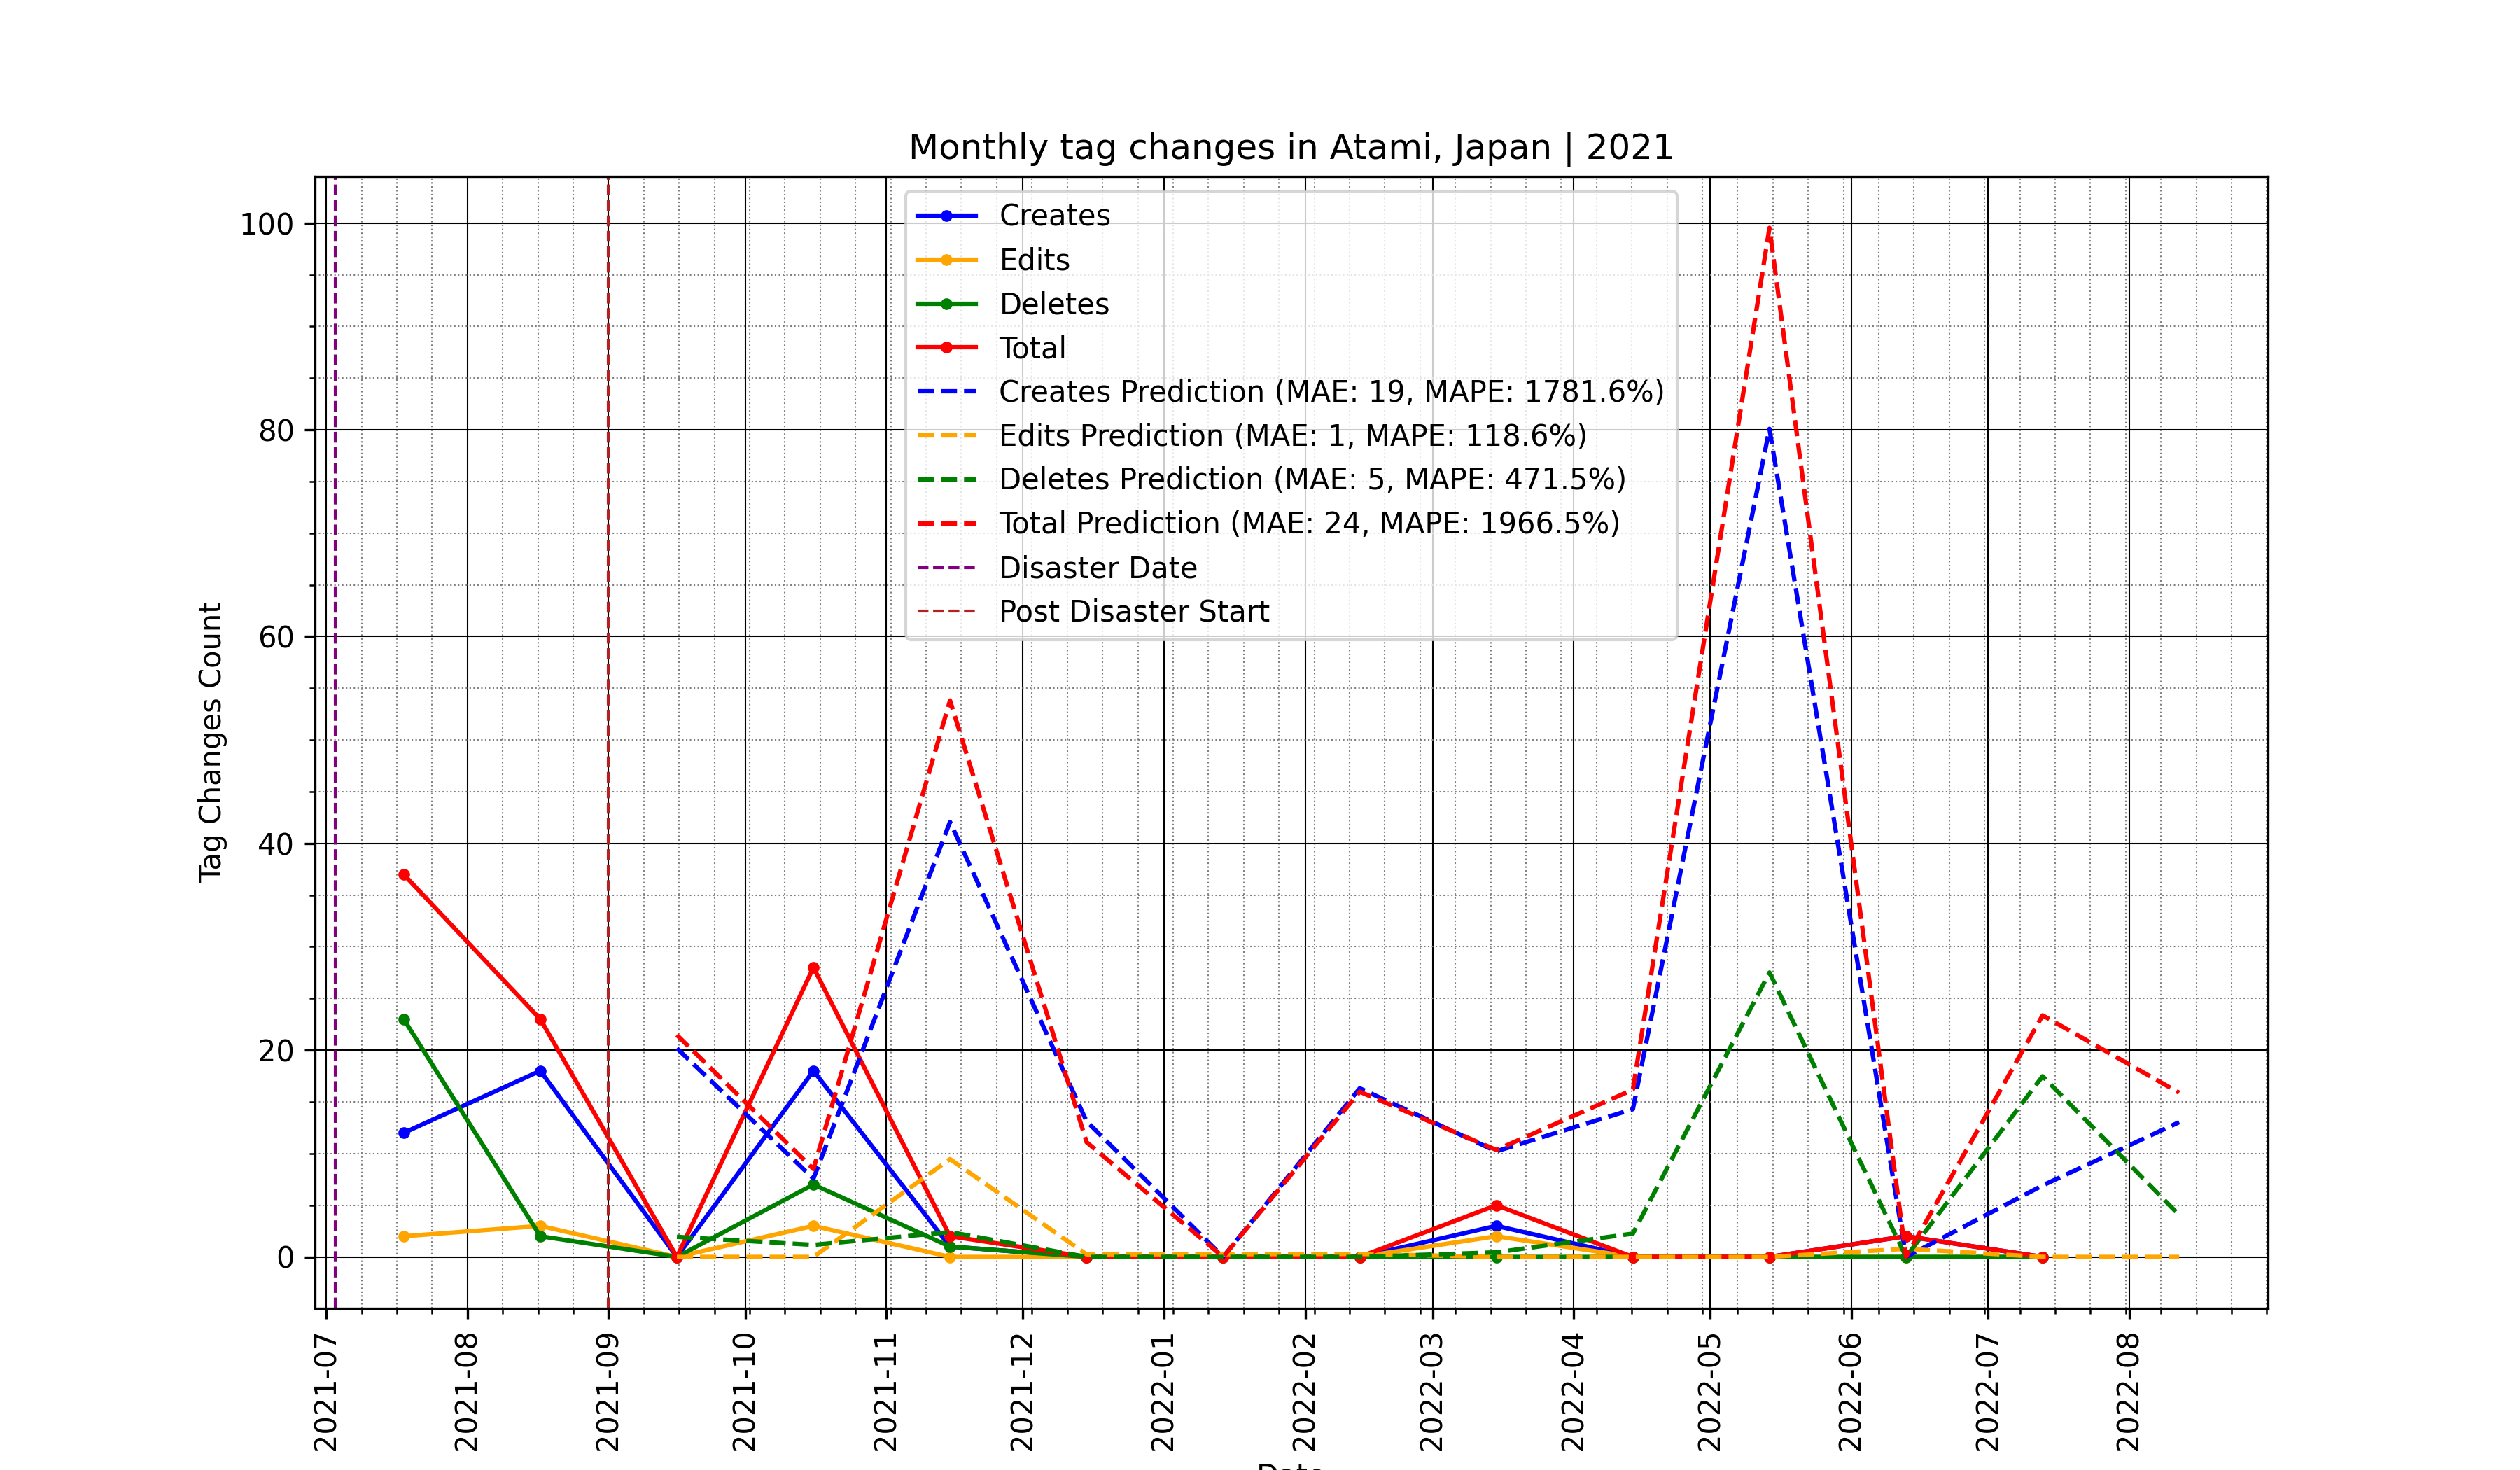 Monthly tag changes in Atami, Japan | 2021
Creates
Edits
Deletes
Total
Creates Prediction (MAE: 19, MAPE: 1781.6%)
Edits Prediction (MAE: 1, MAPE: 118.6%)
Deletes Prediction (MAE: 5, MAPE: 471.5%)
Total Prediction (MAE: 24, MAPE: 1966.5%)
Disaster Date
Post Disaster Start
Tag Changes Count
100
80
60
40
20
0
2021-07
2021-08
2021-09
2021-10
2021-11
2021-12
2022-01
2022-02
2022-03
2022-04
2022-05
2022-06
2022-07
2022-08
Date